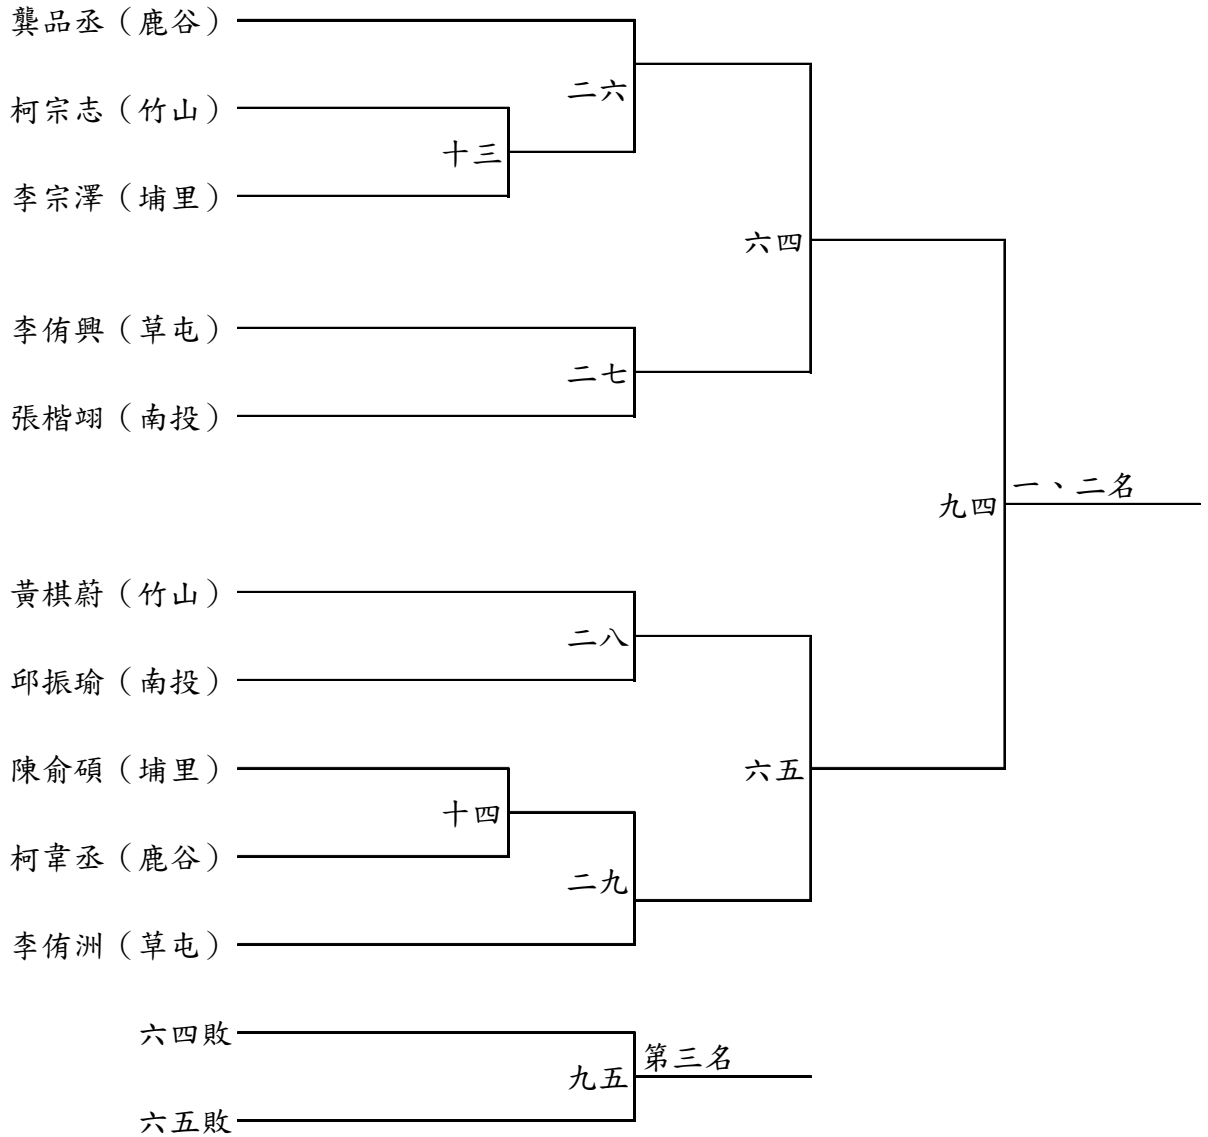 龔品丞（鹿谷）
二六
柯宗志（竹山）
十三
李宗澤（埔里）
六四
李侑興（草屯）
二七
張楷翊（南投）
一、二名
九四
黃棋蔚（竹山）
二八
邱振瑜（南投）
陳俞碩（埔里）
六五
十四
柯韋丞（鹿谷）
二九
李侑洲（草屯）
六四敗
第三名
九五
六五敗